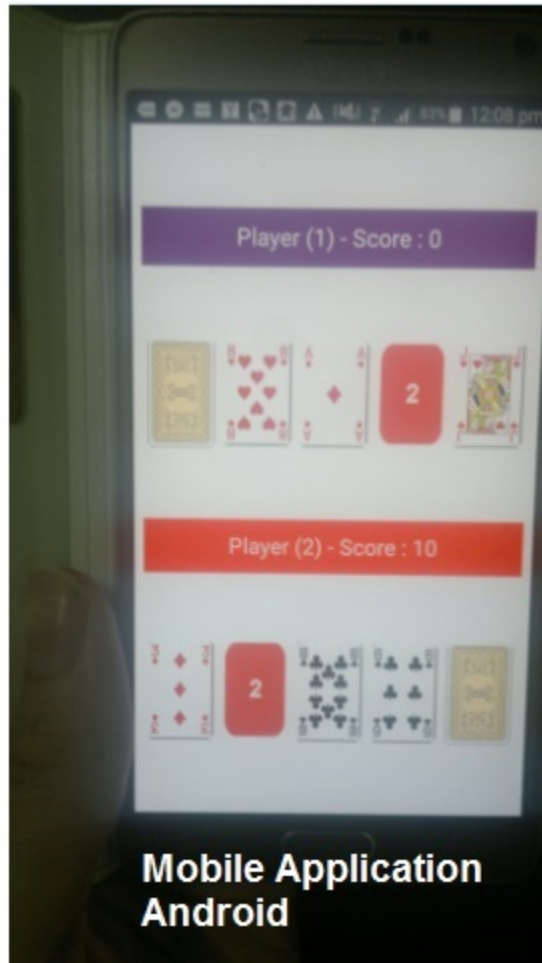 12:08 pm
Player (1) - Score : 0
A A
2
J J
Player (2) - Score : 10
2
Mobile Application
Android